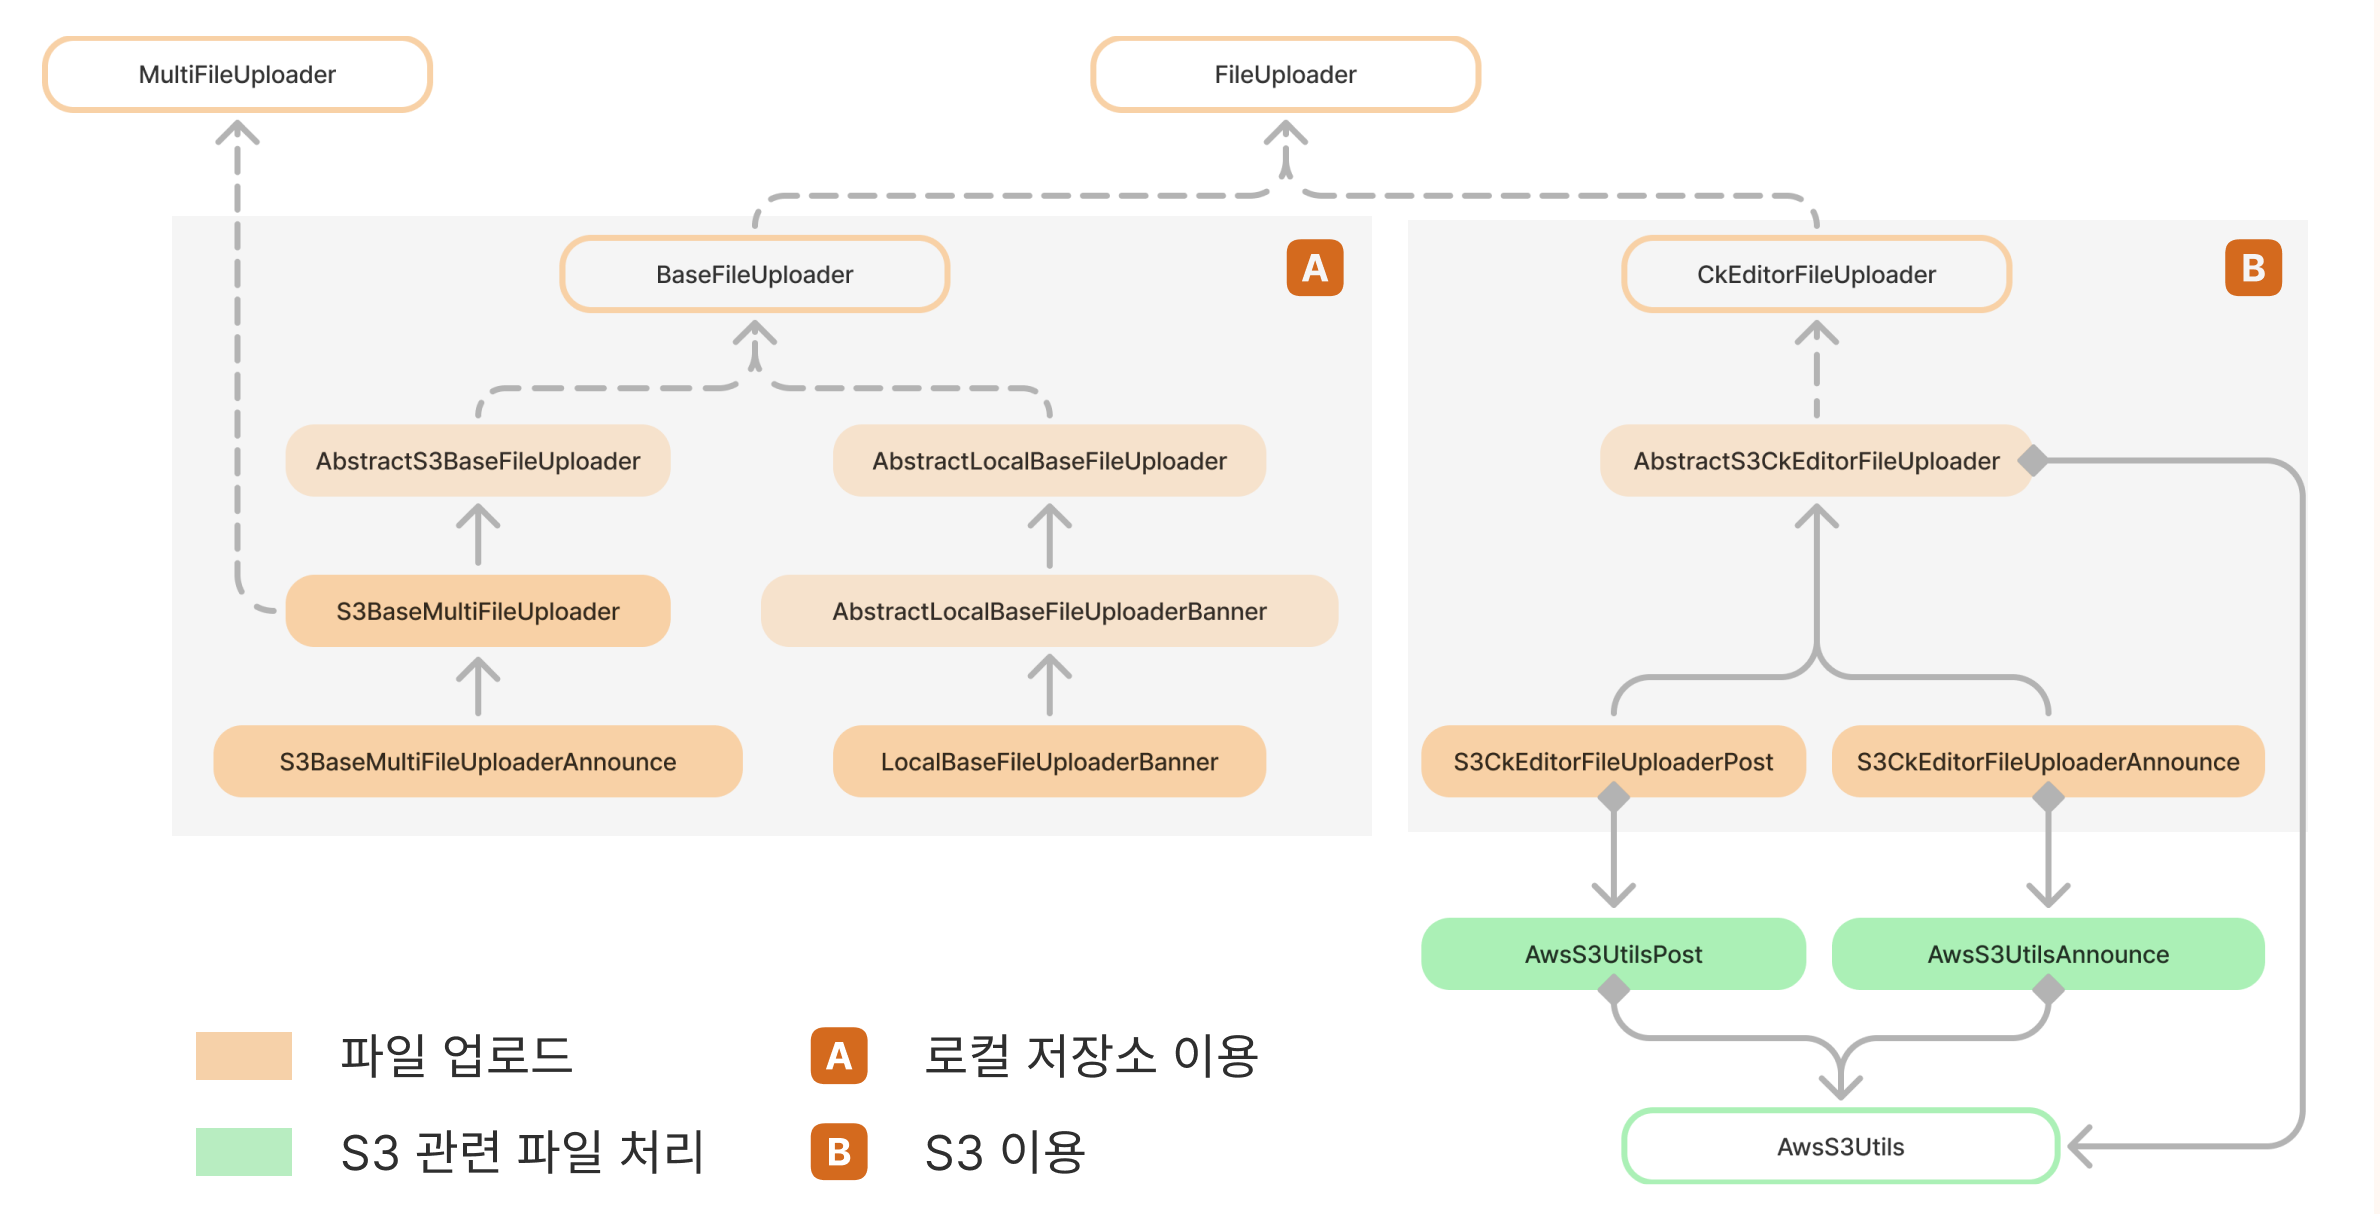 MultiFileUploader
FileUploader
BaseFileUploader
A
CkEditorFileUploader
B
AbstractS3BaseFileUploader
AbstractLocalBaseFileUploader
AbstractS3CkEditorFileUploader
S3BaseMultiFileUploader
AbstractLocalBaseFileUploaderBanner
S3BaseMultiFileUploaderAnnounce
LocalBaseFileUploaderBanner
S3CkEditorFileUploaderPost
S3CkEditorFileUploaderAnnounce
AwsS3UtilsPost
AwsS3UtilsAnnounce
파일 업로드
A
로컬 저장소 이용
S3 관련 파일 처리
B
S3 이용
AwsS3Utils